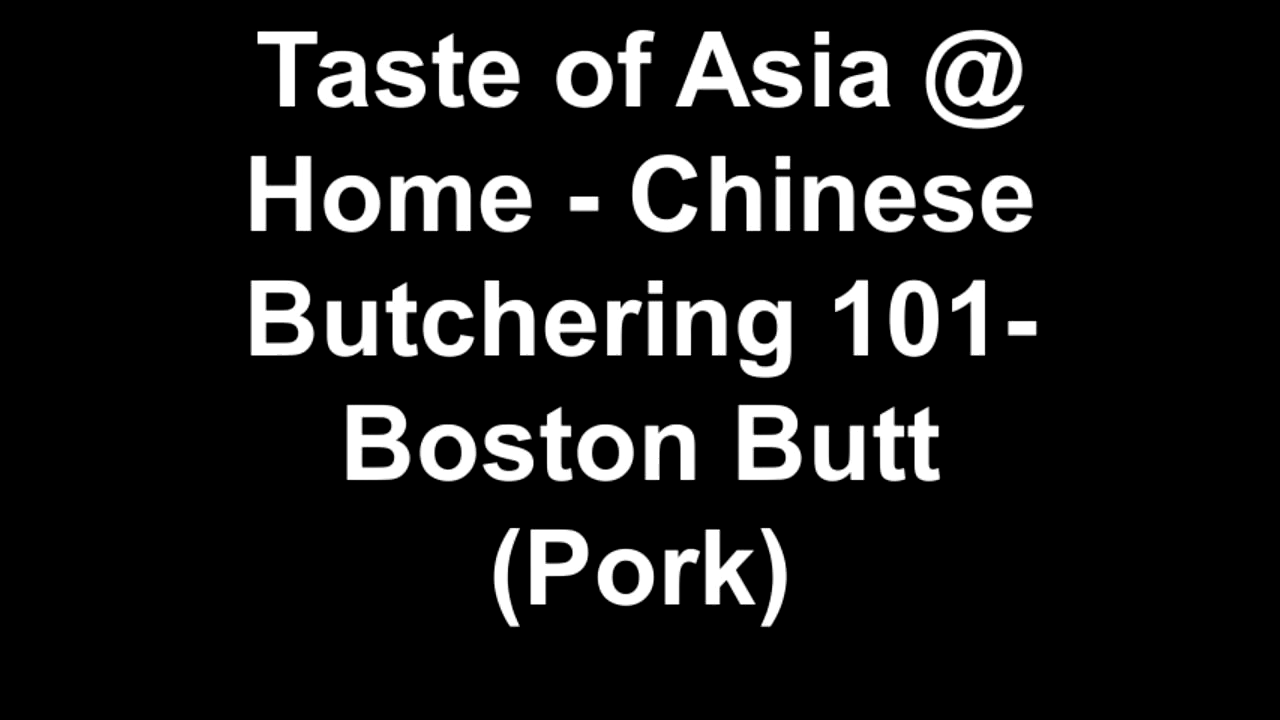 Taste of Asia @
Home - Chinese
Butchering 101-
Boston Butt
(Pork)